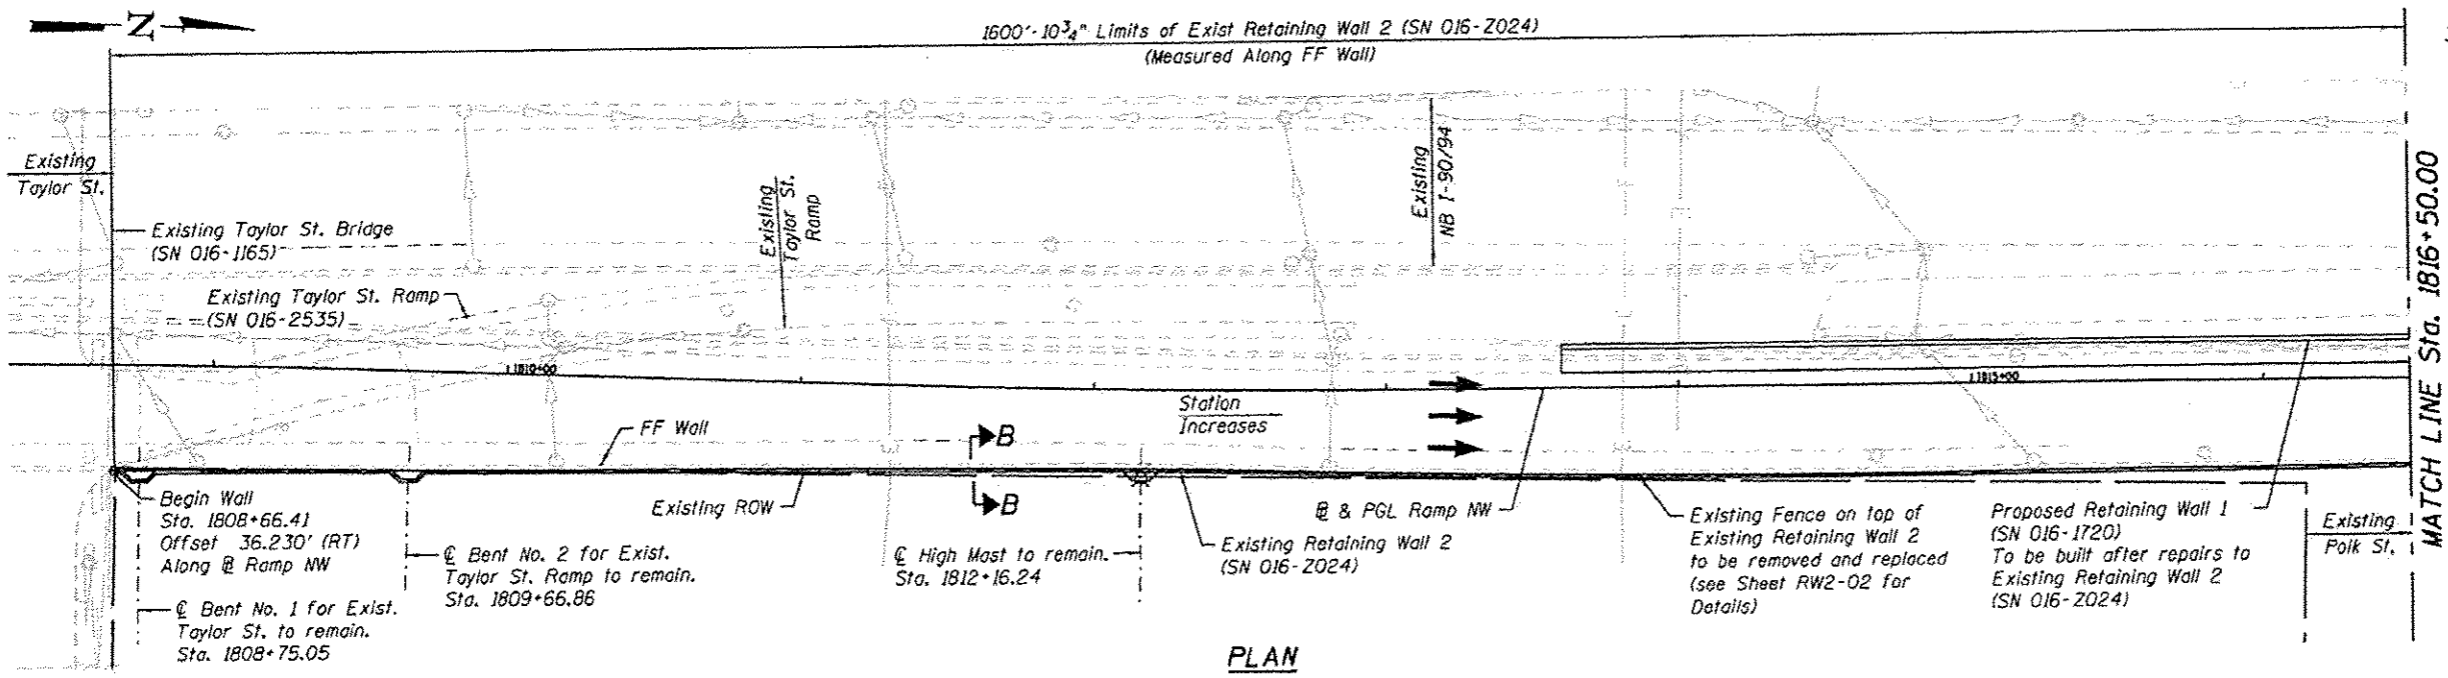 Z
1600'-10¾" Limits of Exist Retaining Wall 2 (SN 016-Z024)
(Measured Along FF Wall)
Existing
Taylor St.
Existing Taylor St. Bridge
(SN 016-1165)
Existing Taylor St. Ramp
(SN 016-2535)
Existing
Taylor St.
Ramp
Existing
NB I-90/94
MATCH LINE Sta. 1816+50.00
1810+00
1815+00
Station
Increases
FF Wall
B
B
Begin Wall
Sta. 1808+66.41
Offset 36.230' (RT)
Along ⅊ Ramp NW
℄ Bent No. 1 for Exist.
Taylor St. to remain.
Sta. 1808+75.05
℄ Bent No. 2 for Exist.
Taylor St. Ramp to remain.
Sta. 1809+66.86
Existing ROW
℄ High Mast to remain.
Sta. 1812+16.24
Existing Retaining Wall 2
(SN 016-Z024)
⅊ & PGL Ramp NW
Existing Fence on top of
Existing Retaining Wall 2
to be removed and replaced
(see Sheet RW2-02 for
Details)
Proposed Retaining Wall 1
(SN 016-1720)
To be built after repairs to
Existing Retaining Wall 2
(SN 016-Z024)
Existing
Polk St.
PLAN